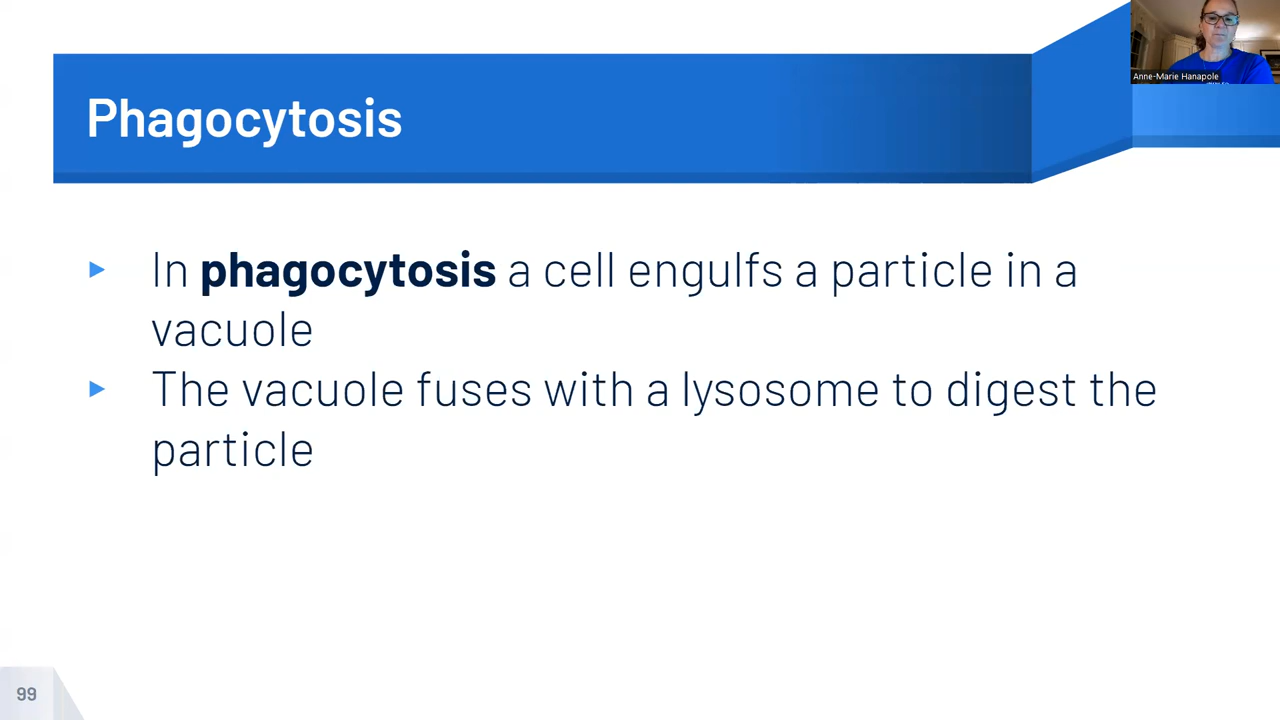 Anne-Marie Hanapole
Phagocytosis
In phagocytosis a cell engulfs a particle in a
vacuole
The vacuole fuses with a lysosome to digest the
particle
99